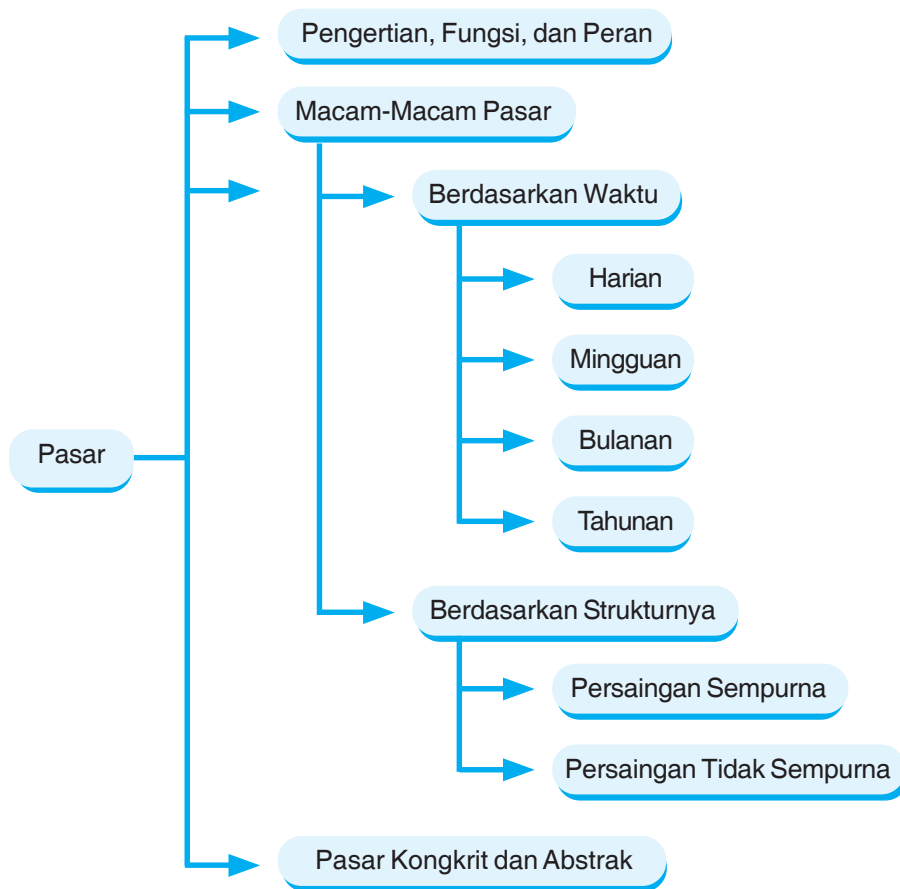 Pengertian, Fungsi, dan Peran
Macam-Macam Pasar
Berdasarkan Waktu
Harian
Mingguan
Bulanan
Pasar
Tahunan
Berdasarkan Strukturnya
Persaingan Sempurna
Persaingan Tidak Sempurna
Pasar Kongkrit dan Abstrak